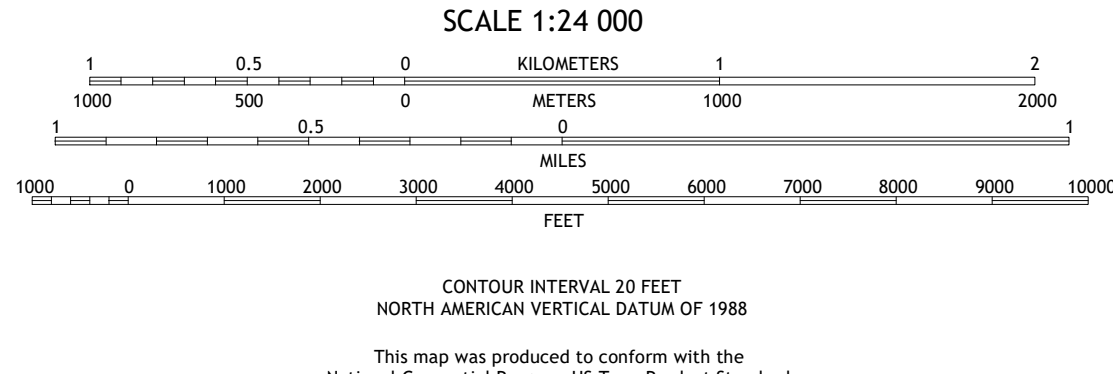 SCALE 1:24 000
1 0.5 0 KILOMETERS 1 2
1000 500 0 METERS 1000 2000
1 0.5 0 1
MILES
1000 0 1000 2000 3000 4000 5000 6000 7000 8000 9000 10000
FEET
CONTOUR INTERVAL 20 FEET
NORTH AMERICAN VERTICAL DATUM OF 1988
This map was produced to conform with the